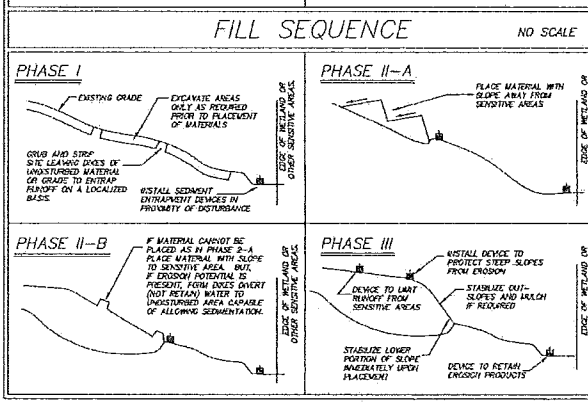 FILL SEQUENCE
NO SCALE
PHASE I
EXISTING GRADE
EXCAVATE AREAS
ONLY AS REQUIRED
PRIOR TO PLACEMENT
OF MATERIALS
GRUB AND STRIP
SITE LEAVING DIKES OF
UNDISTURBED MATERIAL
OR GRADE TO ENTRAP
RUNOFF ON A LOCALIZED
BASIS.
INSTALL SEDIMENT
ENTRAPMENT DEVICES IN
PROXIMITY OF DISTURBANCE
EDGE OF WETLAND OR
OTHER SENSITIVE AREAS.
PHASE II-A
PLACE MATERIAL WITH
SLOPE AWAY FROM
SENSITIVE AREAS
EDGE OF WETLAND OR
PHASE II-B
IF MATERIAL CANNOT BE
PLACED AS IN PHASE 2-A
PLACE MATERIAL WITH SLOPE
TO SENSITIVE AREA. BUT,
IF EROSION POTENTIAL IS
PRESENT, FORM DIKES DIVERT
(NOT RETAIN) WATER TO
UNDISTURBED AREA CAPABLE
OF ALLOWING SEDIMENTATION.
EDGE OF WETLAND OR
OTHER SENSITIVE AREAS.
PHASE III
INSTALL DEVICE TO
PROTECT STEEP SLOPES
FROM EROSION
DEVICE TO LIMIT
RUNOFF FROM
SENSITIVE AREAS
STABILIZE OUT-
SLOPES AND MULCH
IF REQUIRED
STABILIZE LOWER
PORTION OF SLOPE
IMMEDIATELY UPON
PLACEMENT
DEVICE TO RETAIN
EROSION PRODUCTS
EDGE OF WETLAND OR